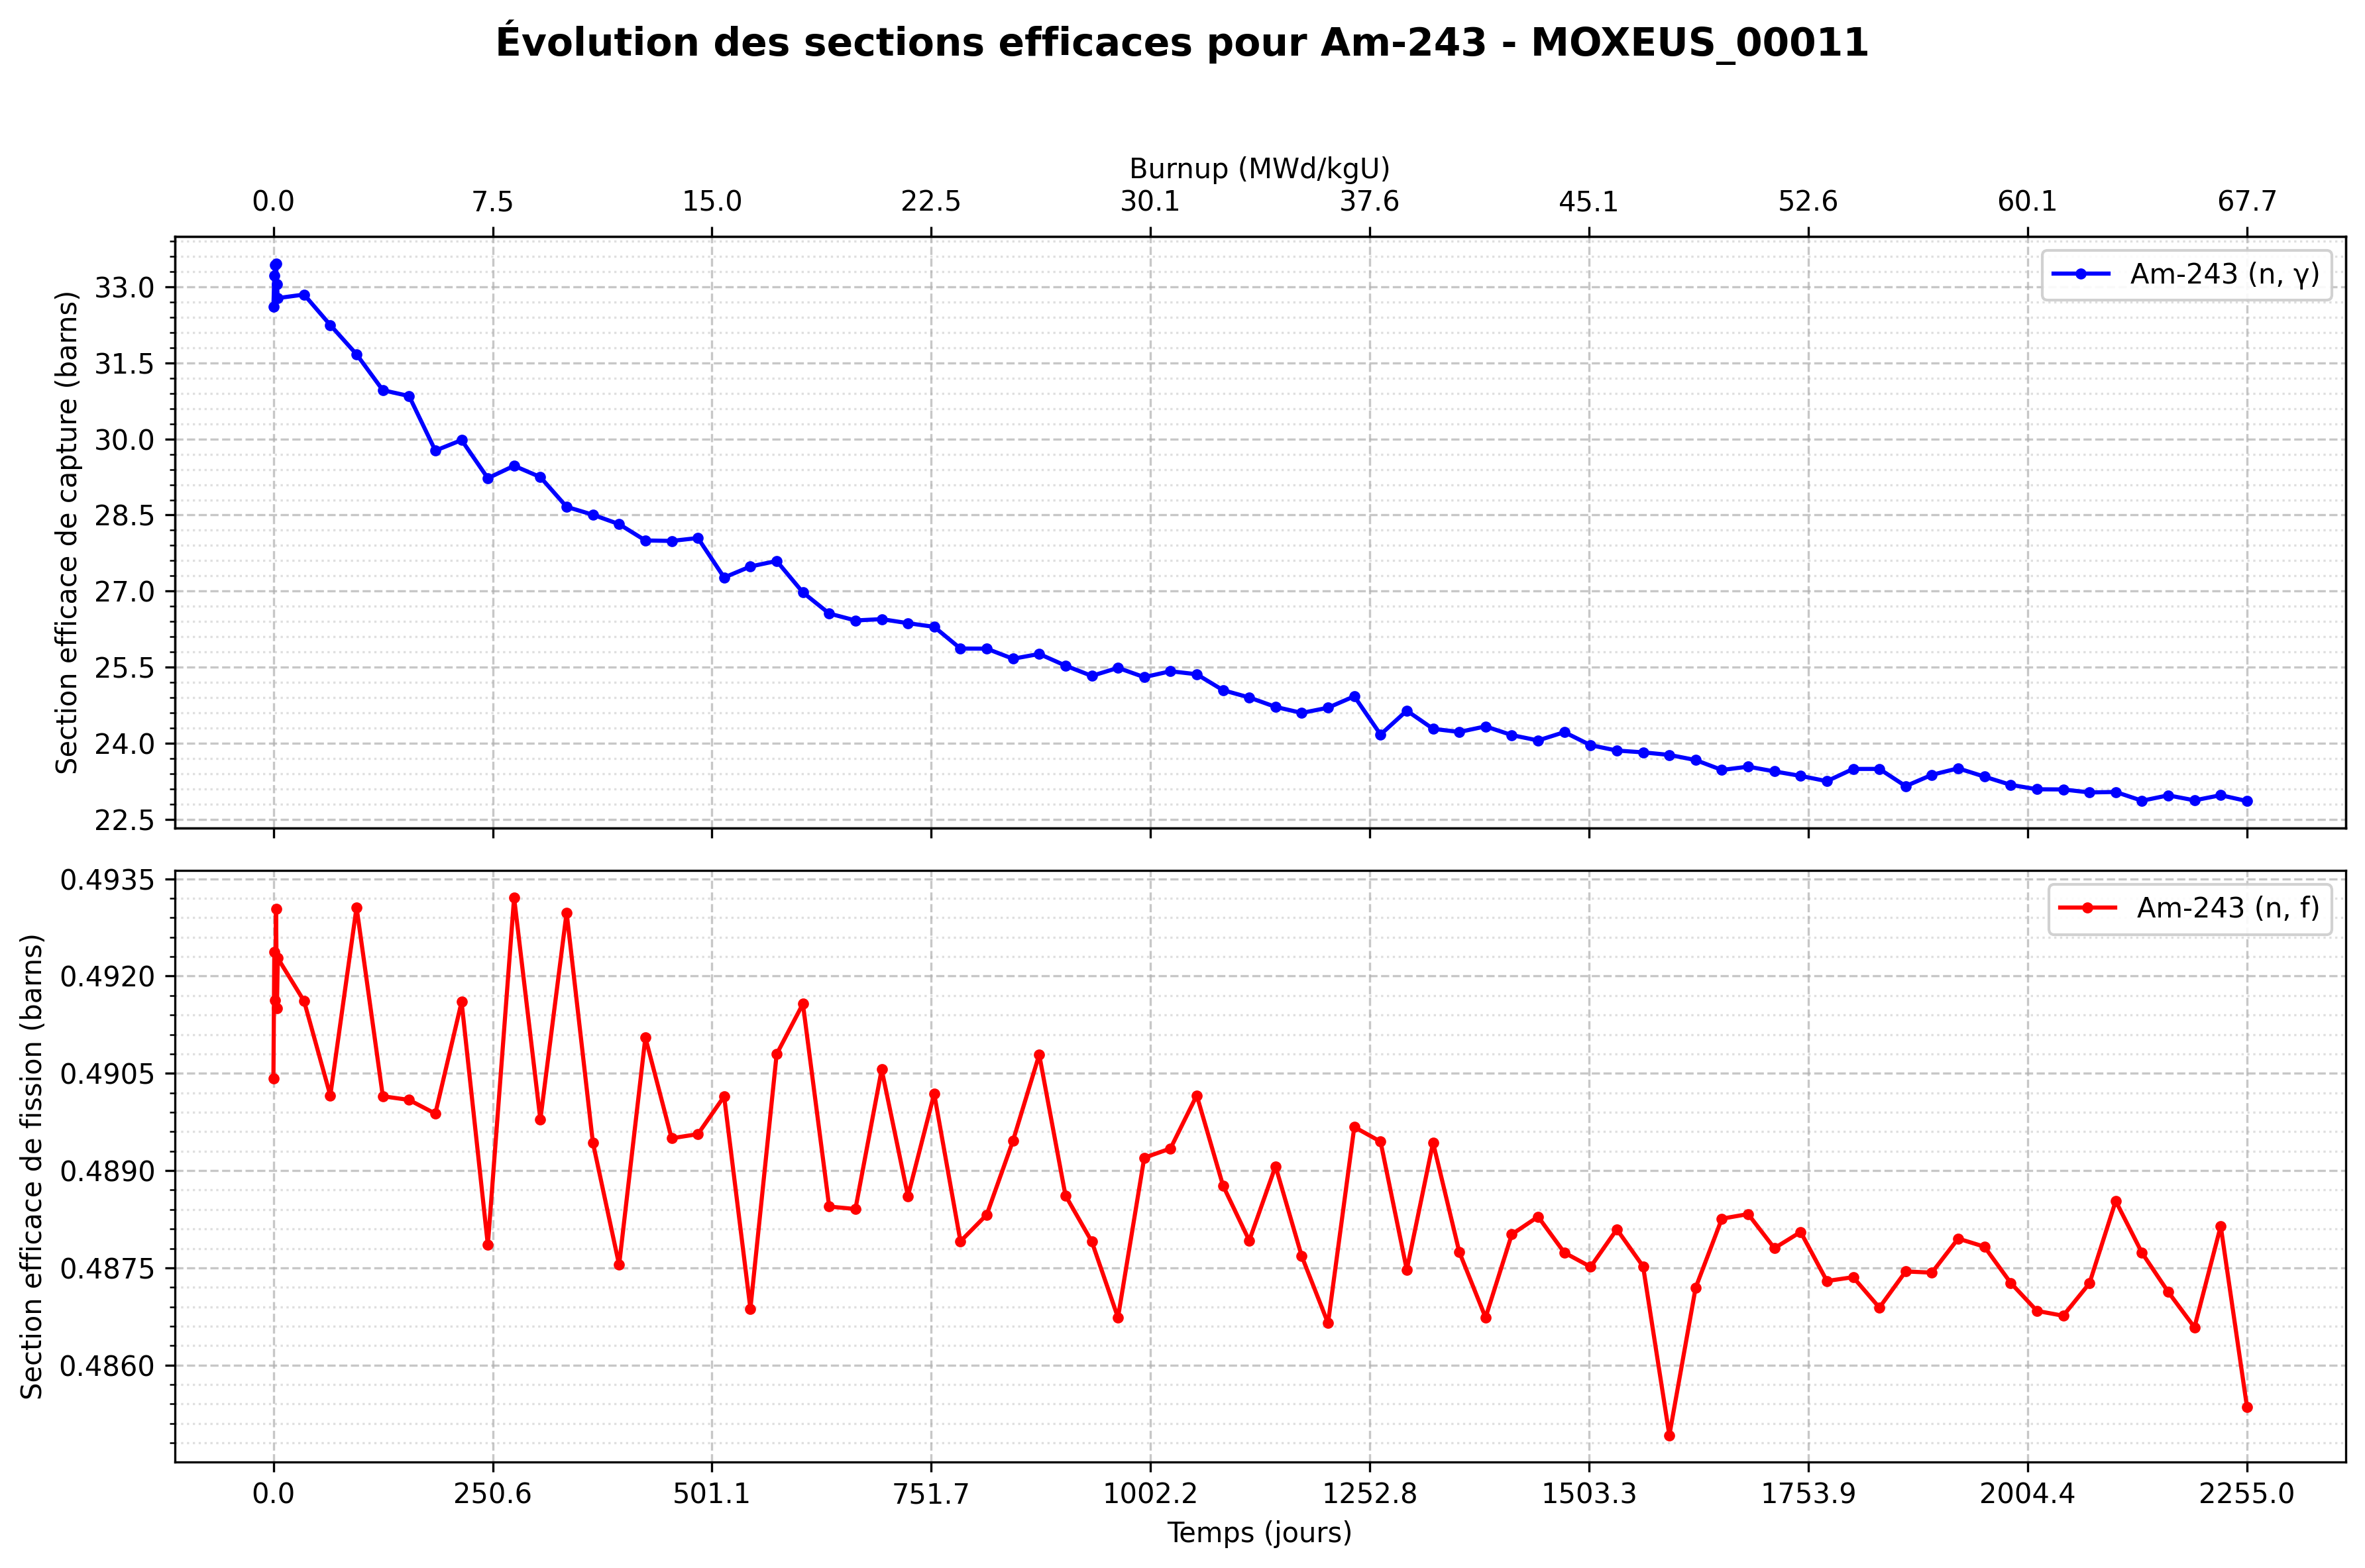 Évolution des sections efficaces pour Am-243 - MOXEUS_00011
Burnup (MWd/kgU)
0.0 7.5 15.0 22.5 30.1 37.6 45.1 52.6 60.1 67.7
Am-243 (n, γ)
Section efficace de capture (barns)
33.0
31.5
30.0
28.5
27.0
25.5
24.0
22.5
Am-243 (n, f)
Section efficace de fission (barns)
0.4935
0.4920
0.4905
0.4890
0.4875
0.4860
0.0 250.6 501.1 751.7 1002.2 1252.8 1503.3 1753.9 2004.4 2255.0
Temps (jours)